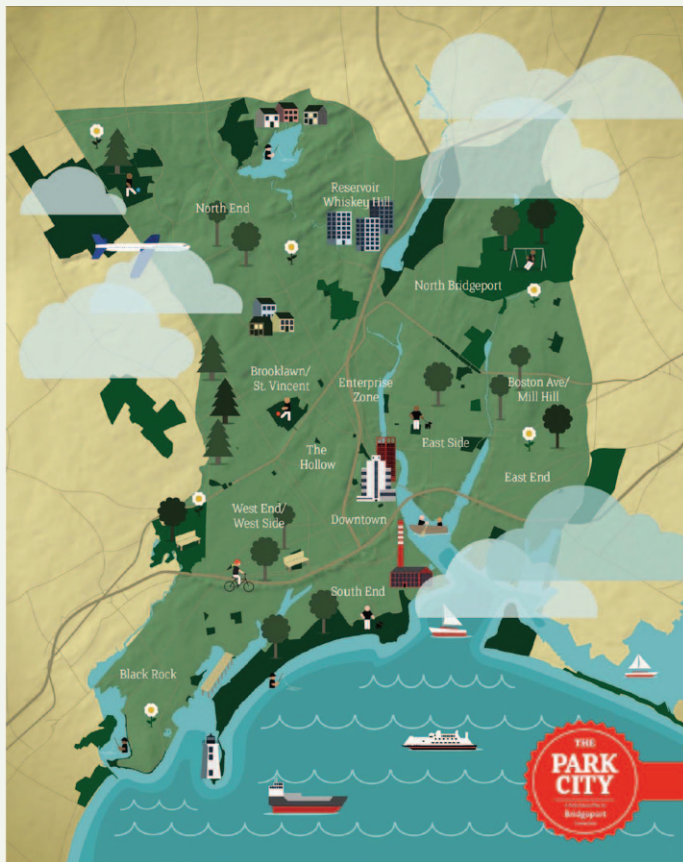 North End
Reservoir
Whiskey Hill
North Bridgeport
Brooklawn/
St. Vincent
Enterprise
Zone
Boston Ave/
Mill Hill
East Side
The
Hollow
East End
West End/
West Side
Downtown
South End
Black Rock
THE
PARK
CITY
Bridgeport